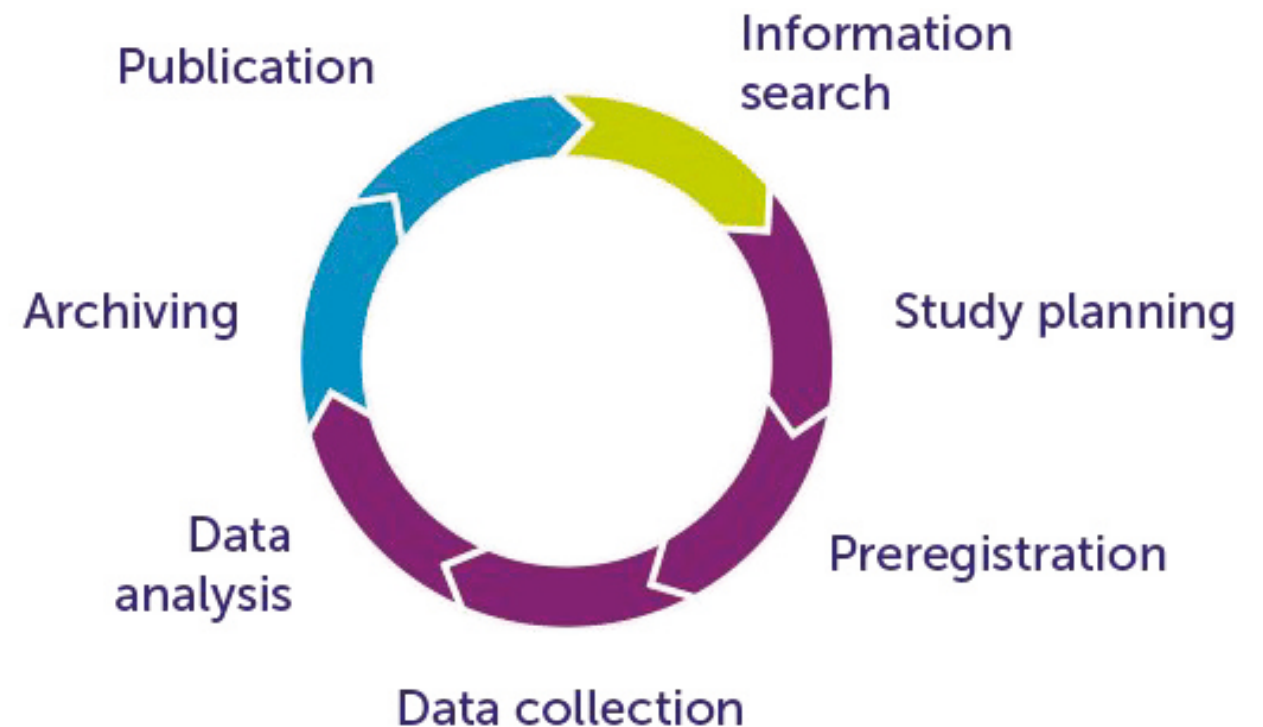 Information
search
Study planning
Preregistration
Data collection
Data
analysis
Archiving
Publication